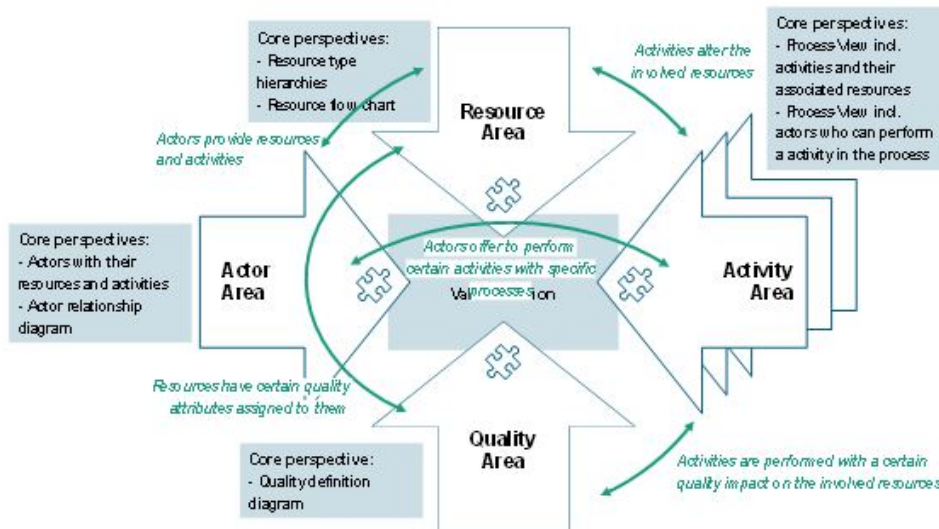 Core perspectives:
- Resource type
hierarchies
- Resource flow chart
Resource
Area
Activities alter the
involved resources
Core perspectives:
- Process-View incl.
activities and their
associated resources
- Process-View incl.
actors who can perform
a activity in the process
Actors provide resources
and activities
Core perspectives:
- Actors with their
resources and activities
- Actor relationship
diagram
Actor
Area
Actors offer to perform
certain activities with specific
processes
Activity
Area
Resources have certain quality
attributes assigned to them
Core perspective:
- Quality definition
diagram
Quality
Area
Activities are performed with a certain
quality impact on the involved resources